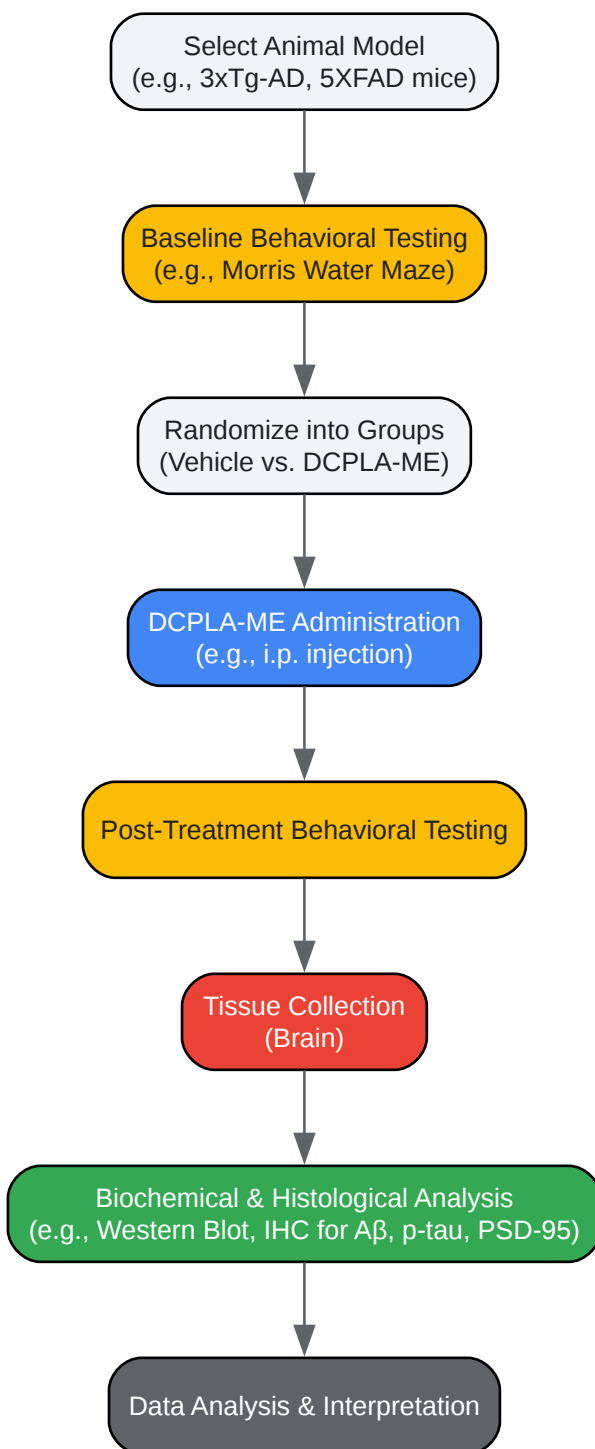 Select Animal Model
(e.g., 3xTg-AD, 5XFAD mice)
Baseline Behavioral Testing
(e.g., Morris Water Maze)
Randomize into Groups
(Vehicle vs. DCPLA-ME)
DCPLA-ME Administration
(e.g., i.p. injection)
Post-Treatment Behavioral Testing
Tissue Collection
(Brain)
Biochemical & Histological Analysis
(e.g., Western Blot, IHC for Aβ, p-tau, PSD-95)
Data Analysis & Interpretation